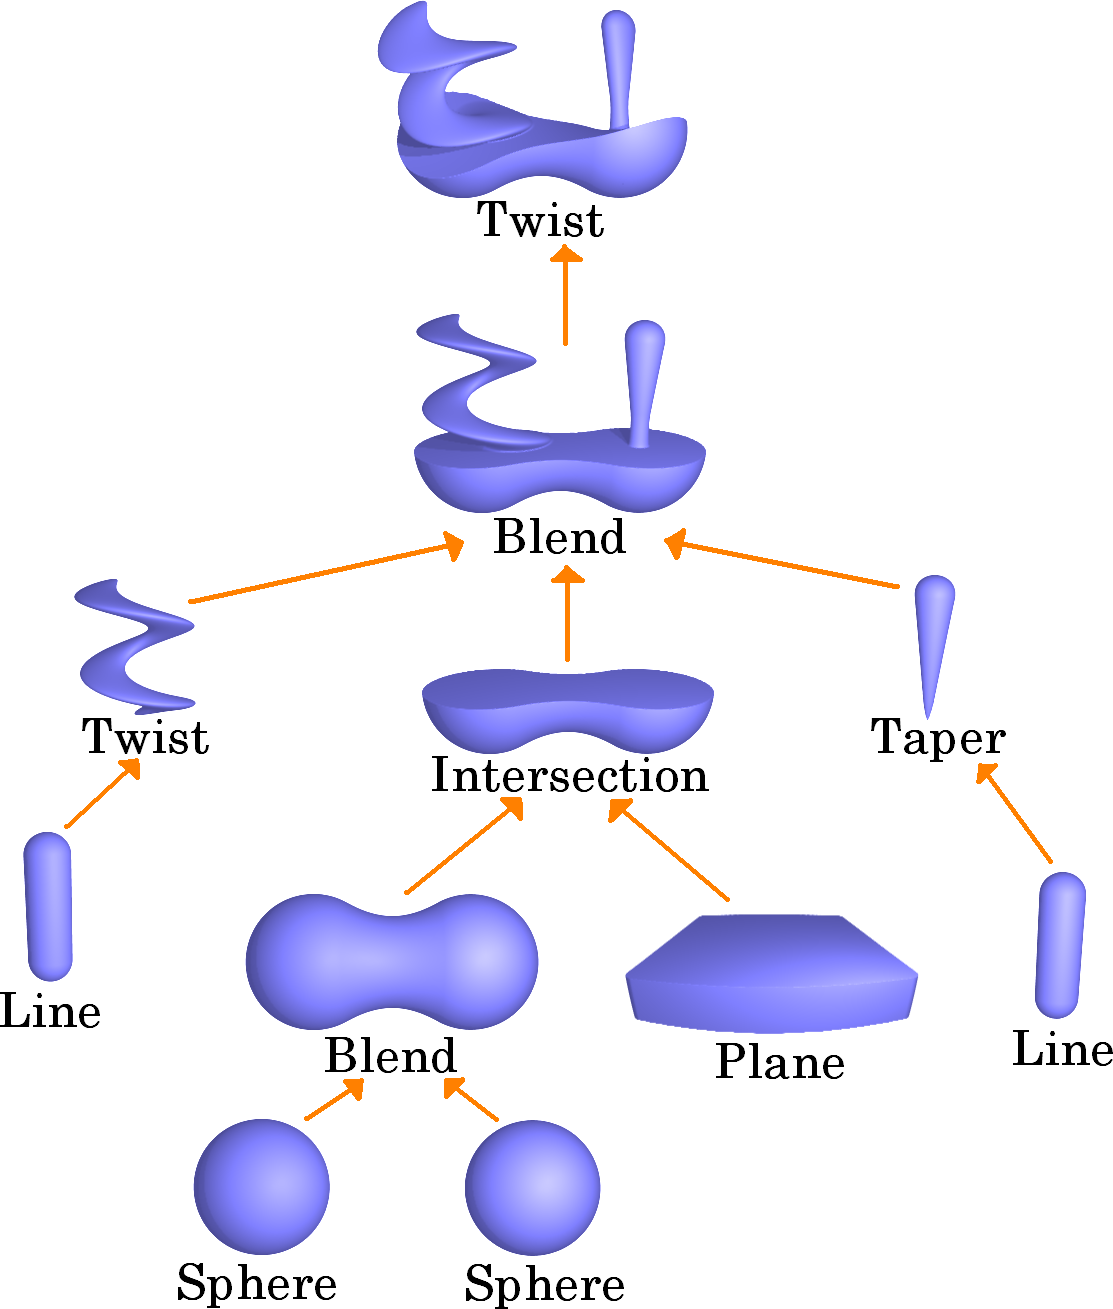 Twist
Blend
Twist
Intersection
Taper
Line
Blend
Plane
Line
Sphere
Sphere